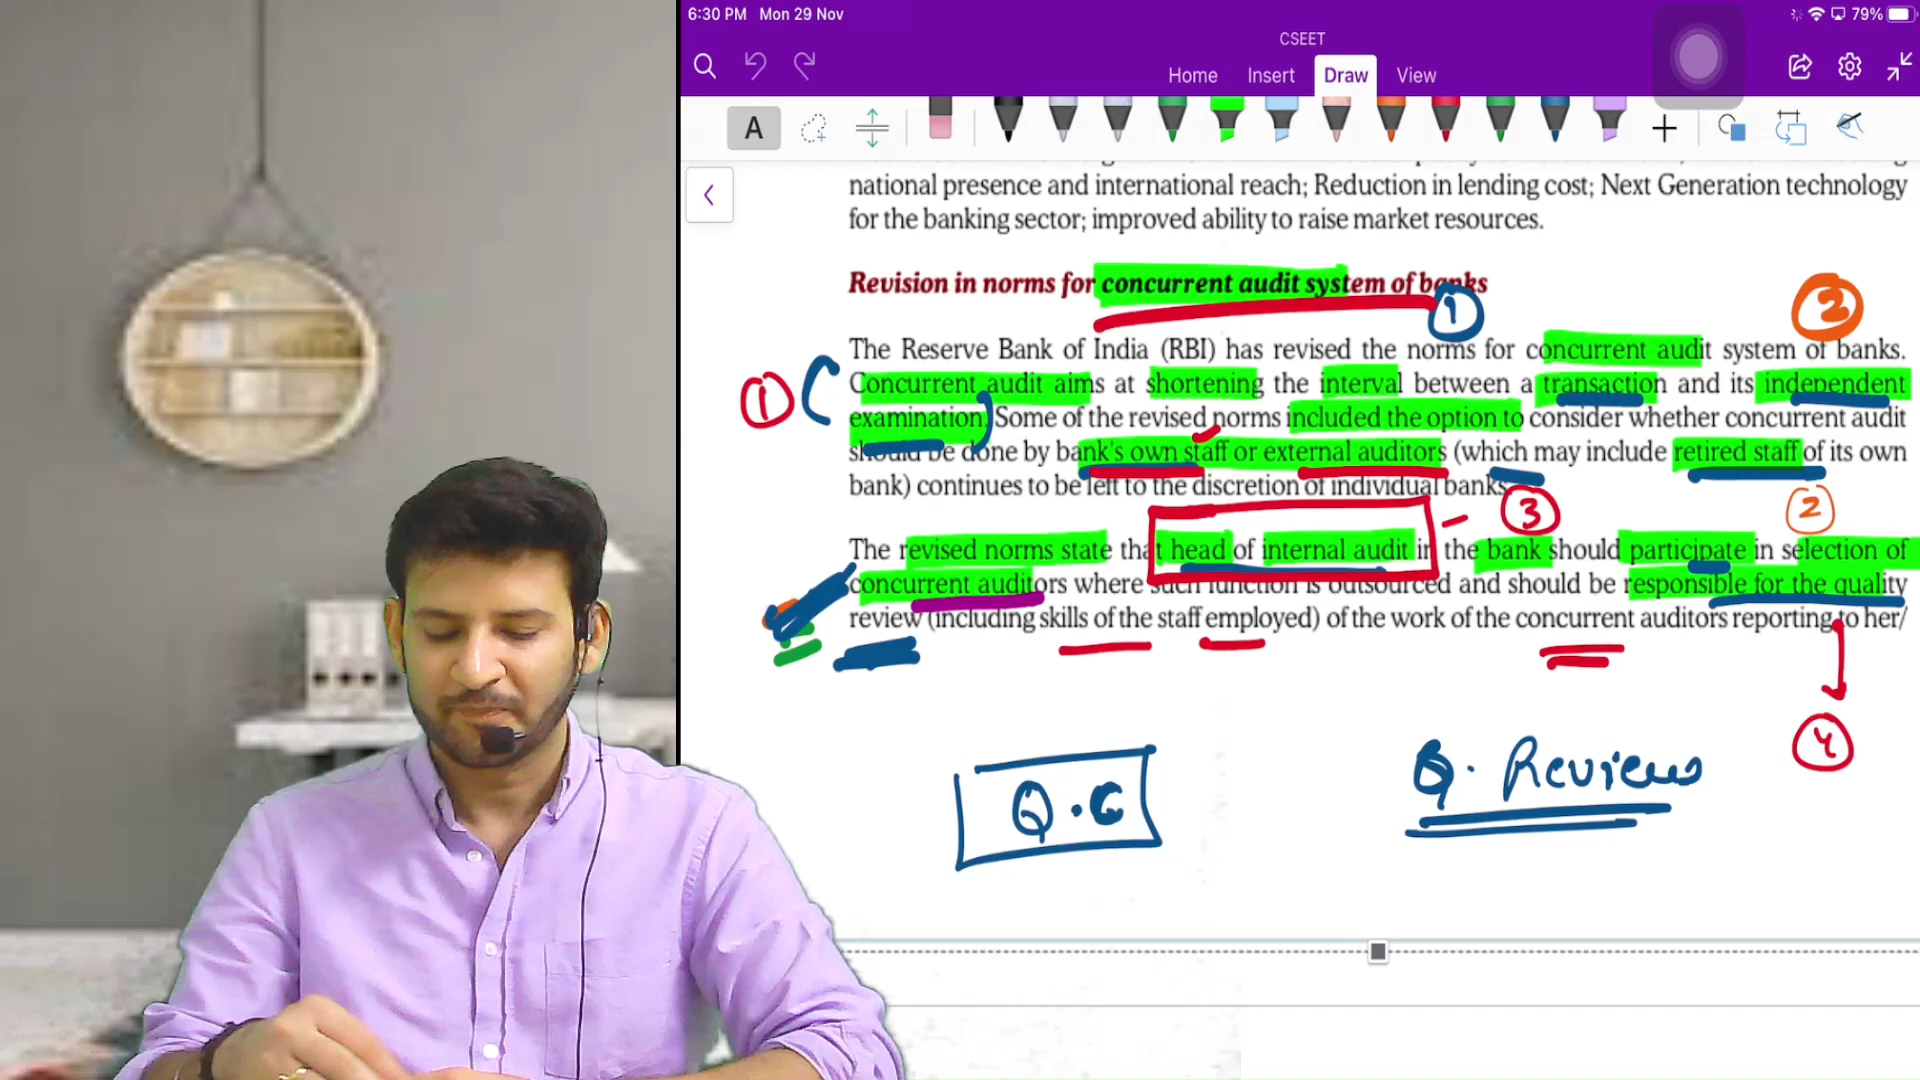 6:30 PM Mon 29 Nov
79%
CSEET
Home Insert Draw View
A
national presence and international reach; Reduction in lending cost; Next Generation technology
for the banking sector; improved ability to raise market resources.
Revision in norms for concurrent audit system of banks
1
2
The Reserve Bank of India (RBI) has revised the norms for concurrent audit system of banks.
1
Concurrent audit aims at shortening the interval between a transaction and its independent
examination. Some of the revised norms included the option to consider whether concurrent audit
should be done by bank's own staff or external auditors (which may include retired staff of its own
bank) continues to be left to the discretion of individual banks.
3
2
The revised norms state that head of internal audit in the bank should participate in selection of
concurrent auditors where such function is outsourced and should be responsible for the quality
review (including skills of the staff employed) of the work of the concurrent auditors reporting to her/
4
Q. Reviews
Q.C